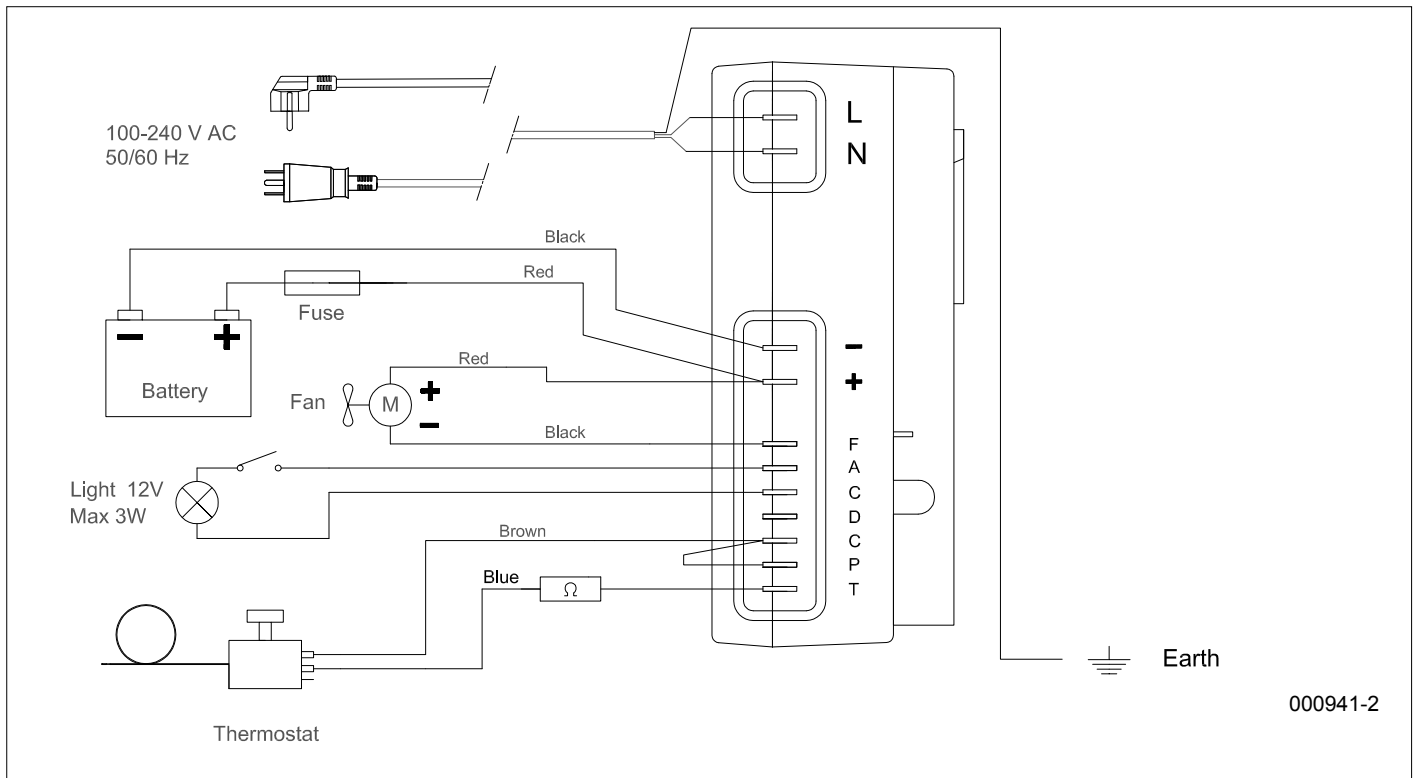 100-240 V AC
50/60 Hz
L
N
Black
Red
Fuse
−
+
Battery
Red
Fan
M
+
−
Black
−
+
Light 12V
Max 3W
F
A
C
D
C
P
T
Brown
Blue
Ω
Thermostat
Earth
000941-2